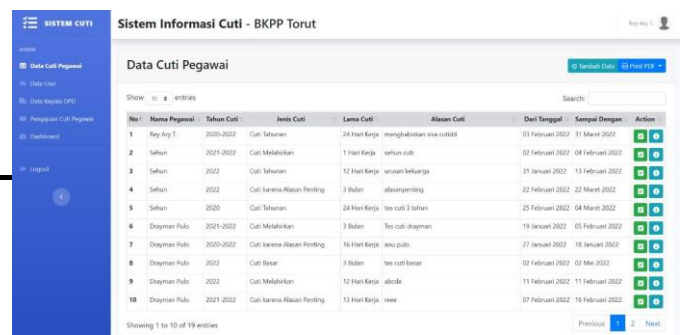 SISTEM CUTI
Sistem Informasi Cuti - BKPP Torut
Rey Ary T.
ADMIN
Data Cuti Pegawai
Data User
Data Kepala OPD
Pengajuan Cuti Pegawai
Dashboard
Logout
Data Cuti Pegawai
Tambah Data
Print PDF
Show 10 entries
Search:
No Nama Pegawai Tahun Cuti Jenis Cuti Lama Cuti Alasan Cuti Dari Tanggal Sampai Dengan Action
1 Rey Ary T. 2020-2022 Cuti Tahunan 24 Hari Kerja menghabiskan sisa cutidd 03 Februari 2022 31 Maret 2022
2 Sehun 2021-2022 Cuti Melahirkan 1 Hari Kerja sehun cuti 02 Februari 2022 04 Februari 2022
3 Sehun 2022 Cuti Tahunan 12 Hari Kerja urusan keluarga 31 Januari 2022 13 Februari 2022
4 Sehun 2022 Cuti karena Alasan Penting 3 Bulan alasanpenting 22 Februari 2022 22 Maret 2022
5 Sehun 2020 Cuti Tahunan 24 Hari Kerja tes cuti 3 tahun 25 Februari 2022 04 Maret 2022
6 Drayman Pulo 2021-2022 Cuti Melahirkan 3 Bulan Tes cuti drayman 19 Januari 2022 05 Februari 2022
7 Drayman Pulo 2020-2022 Cuti karena Alasan Penting 16 Hari Kerja anu pulo 27 Januari 2022 18 Januari 2022
8 Drayman Pulo 2022 Cuti Besar 3 Bulan tes cuti besar 02 Februari 2022 02 Mei 2022
9 Drayman Pulo 2022 Cuti Melahirkan 12 Hari Kerja abcde 11 Februari 2022 11 Februari 2022
10 Drayman Pulo 2021-2022 Cuti karena Alasan Penting 13 Hari Kerja reee 07 Februari 2022 16 Februari 2022
Showing 1 to 10 of 19 entries
Previous 1 2 Next